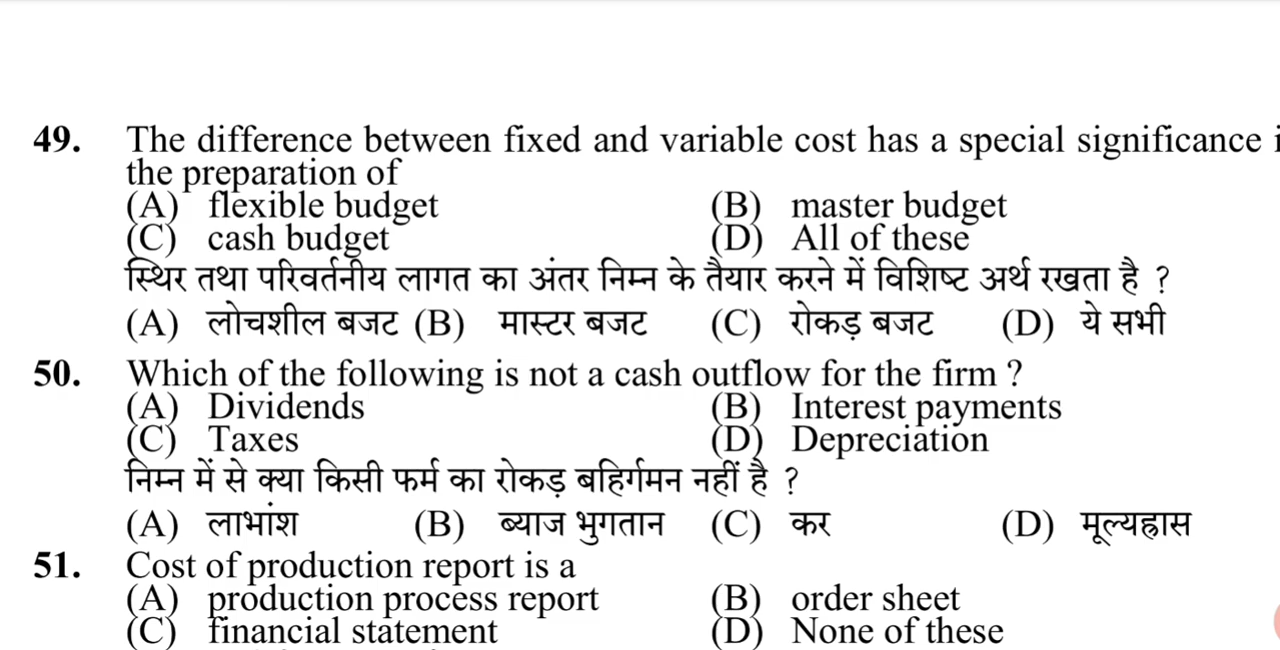 49. The difference between fixed and variable cost has a special significance
the preparation of
(A) flexible budget (B) master budget
(C) cash budget (D) All of these
स्थिर तथा परिवर्तनीय लागत का अंतर निम्न के तैयार करने में विशिष्ट अर्थ रखता है ?
(A) लोचशील बजट (B) मास्टर बजट (C) रोकड़ बजट (D) ये सभी
50. Which of the following is not a cash outflow for the firm ?
(A) Dividends (B) Interest payments
(C) Taxes (D) Depreciation
निम्न में से क्या किसी फर्म का रोकड़ बहिर्गमन नहीं है ?
(A) लाभांश (B) ब्याज भुगतान (C) कर (D) मूल्यह्रास
51. Cost of production report is a
(A) production process report (B) order sheet
(C) financial statement (D) None of these